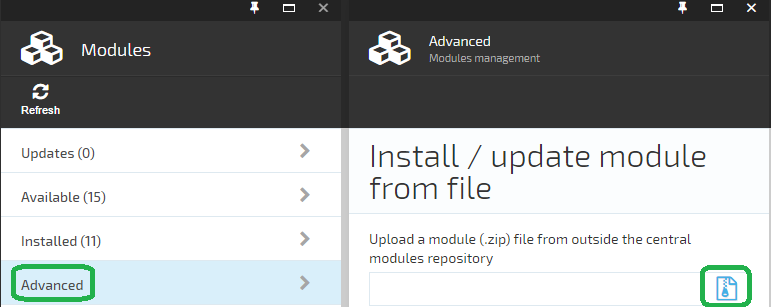 Modules
Refresh
Updates (0)
Available (15)
Installed (11)
Advanced
Advanced
Modules management
Install / update module
from file
Upload a module (.zip) file from outside the central
modules repository